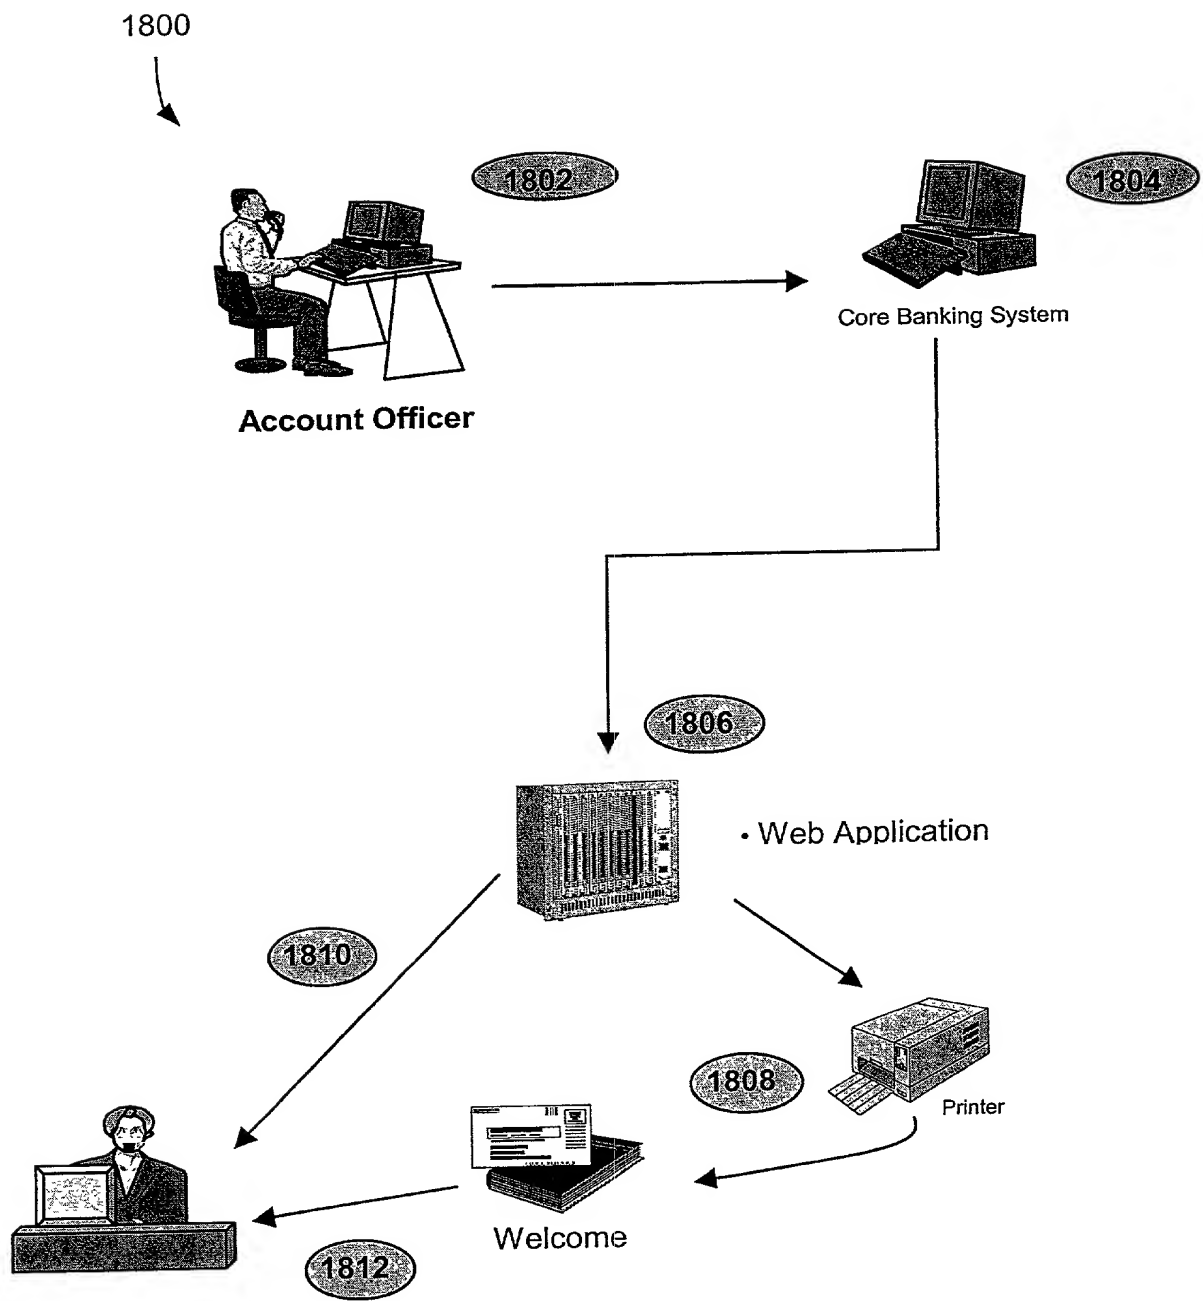 1800
1802
1804
Core Banking System
Account Officer
1806
• Web Application
1810
1808
Printer
Welcome
1812